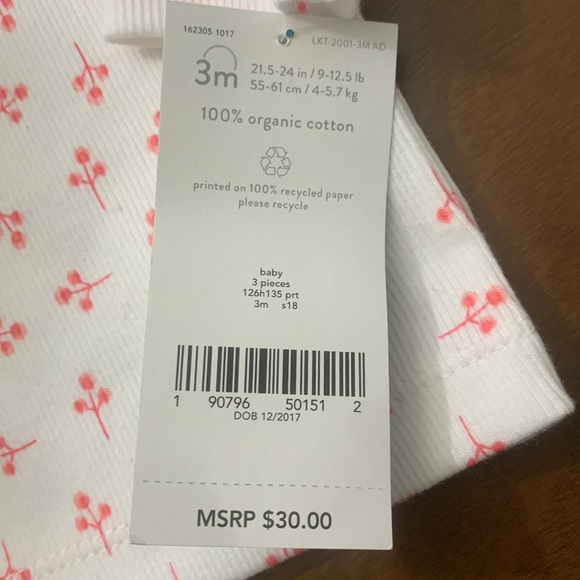 162305 1017
LKT-2001-3M AD
3m
21.5-24 in / 9-12.5 lb
55-61 cm / 4-5.7 kg
100% organic cotton
printed on 100% recycled paper
please recycle
baby
3 pieces
126h135 prt
3m s18
1 90796 50151 2
DOB 12/2017
MSRP $30.00